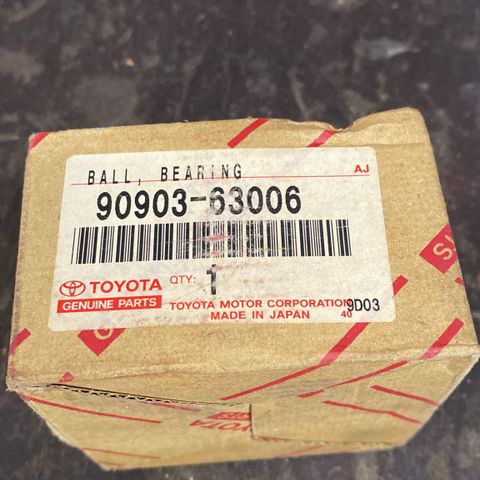 BALL, BEARING
AJ
90903-63006
TOYOTA
GENUINE PARTS
QTY: 1
TOYOTA MOTOR CORPORATION 9D03
MADE IN JAPAN 40